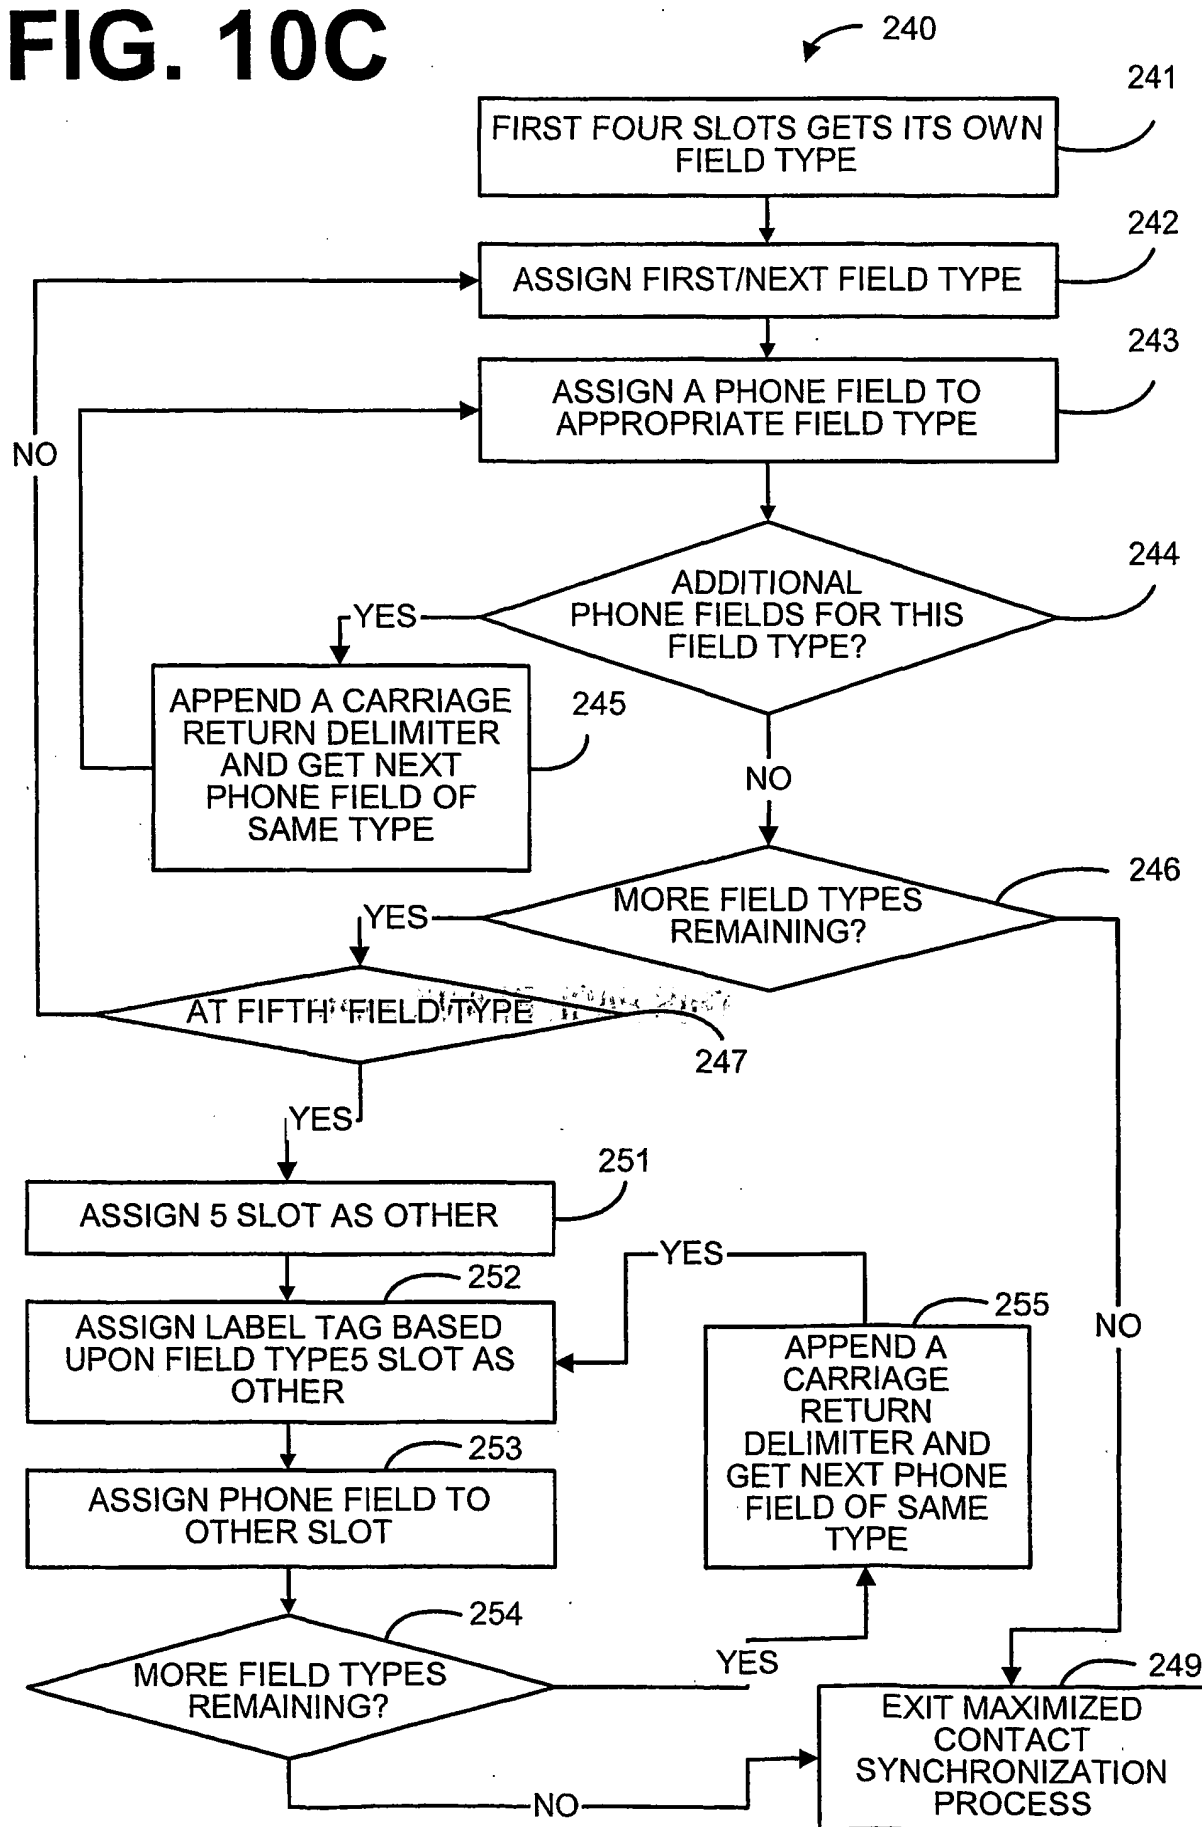 FIG. 10C
240
241
FIRST FOUR SLOTS GETS ITS OWN
FIELD TYPE
242
ASSIGN FIRST/NEXT FIELD TYPE
243
ASSIGN A PHONE FIELD TO
APPROPRIATE FIELD TYPE
NO
244
ADDITIONAL
PHONE FIELDS FOR THIS
FIELD TYPE?
YES
245
APPEND A CARRIAGE
RETURN DELIMITER
AND GET NEXT
PHONE FIELD OF
SAME TYPE
NO
246
MORE FIELD TYPES
REMAINING?
YES
AT FIFTH FIELD TYPE
247
YES
251
ASSIGN 5 SLOT AS OTHER
YES
252
ASSIGN LABEL TAG BASED
UPON FIELD TYPE5 SLOT AS
OTHER
255
APPEND A
CARRIAGE
RETURN
DELIMITER AND
GET NEXT PHONE
FIELD OF SAME
TYPE
NO
253
ASSIGN PHONE FIELD TO
OTHER SLOT
254
MORE FIELD TYPES
REMAINING?
YES
249
EXIT MAXIMIZED
CONTACT
SYNCHRONIZATION
PROCESS
NO